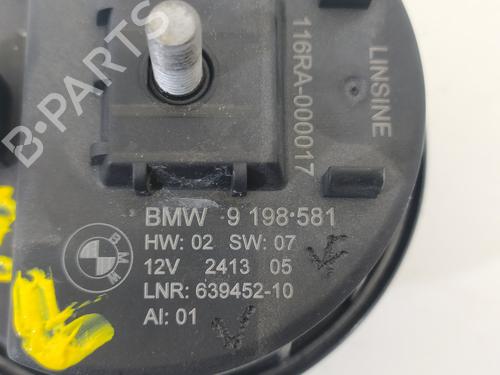 116RA-000017
LINSINE
BMW 9 198·581
HW: 02 SW: 07
12V 2413 05
LNR: 639452-10
AI: 01
BMW
B-PARTS